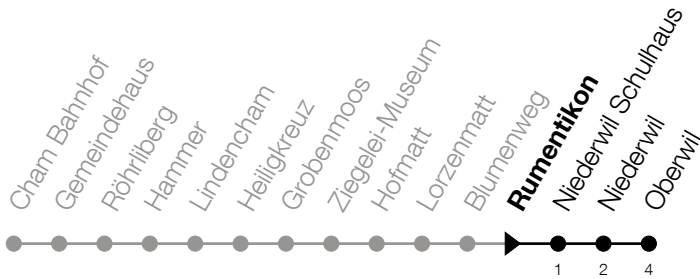 Cham Bahnhof
Gemeindehaus
Röhrliberg
Hammer
Lindencham
Heiligkreuz
Grobenmoos
Ziegelei-Museum
Hofmatt
Lorzenmatt
Blumenweg
Rumentikon
Niederwil Schulhaus
Niederwil
Oberwil
1 2 4